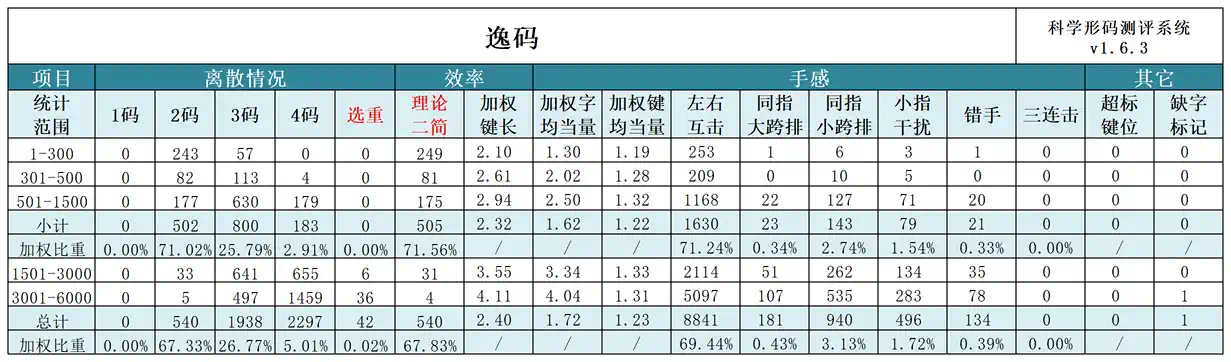 逸码
科学形码测评系统
v1.6.3
项目 离散情况 效率 手感 其它
统计范围 1码 2码 3码 4码 选重 理论二简 加权键长 加权字均当量 加权键均当量 左右互击 同指大跨排 同指小跨排 小指干扰 错手 三连击 超标键位 缺字标记
1-300 0 243 57 0 0 249 2.10 1.30 1.19 253 1 6 3 1 0 0 0
301-500 0 82 113 4 0 81 2.61 2.02 1.28 209 0 10 5 0 0 0 0
501-1500 0 177 630 179 0 175 2.94 2.50 1.32 1168 22 127 71 20 0 0 0
小计 0 502 800 183 0 505 2.32 1.62 1.22 1630 23 143 79 21 0 0 0
加权比重 0.00% 71.02% 25.79% 2.91% 0.00% 71.56% / / / 71.24% 0.34% 2.74% 1.54% 0.33% 0.00% / /
1501-3000 0 33 641 655 6 31 3.55 3.34 1.33 2114 51 262 134 35 0 0 0
3001-6000 0 5 497 1459 36 4 4.11 4.04 1.31 5097 107 535 283 78 0 0 1
总计 0 540 1938 2297 42 540 2.40 1.72 1.23 8841 181 940 496 134 0 0 1
加权比重 0.00% 67.33% 26.77% 5.01% 0.02% 67.83% / / / 69.44% 0.43% 3.13% 1.72% 0.39% 0.00% / /